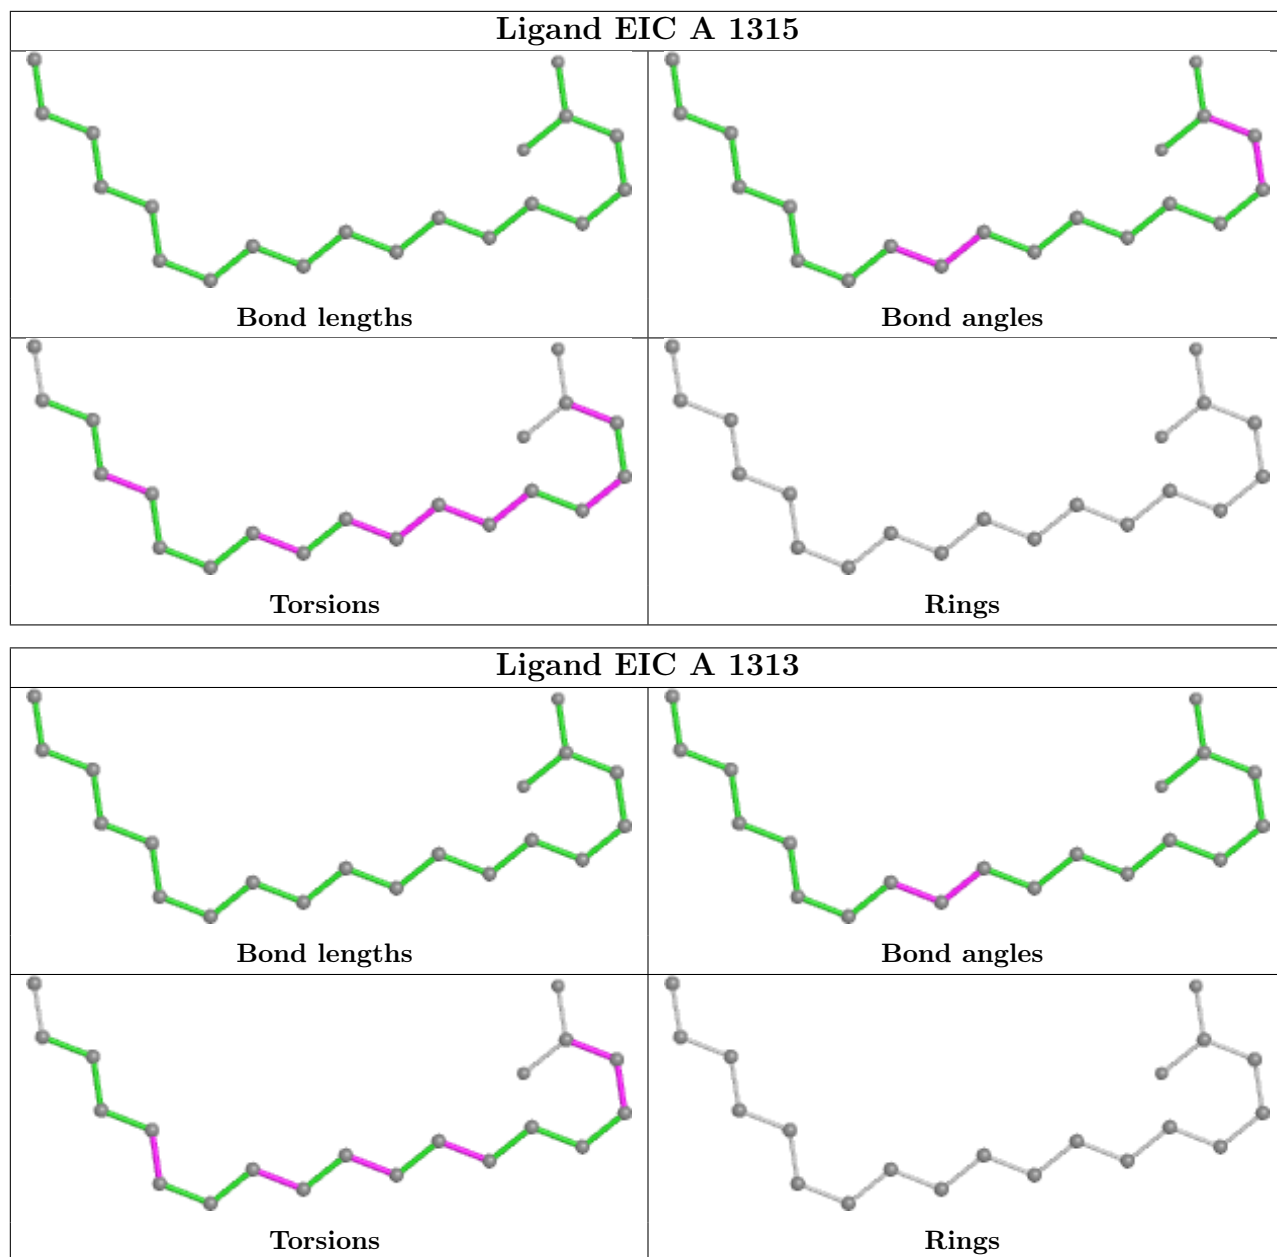 Ligand EIC A 1315
Bond lengths
Bond angles
Torsions
Rings
Ligand EIC A 1313
Bond lengths
Bond angles
Torsions
Rings